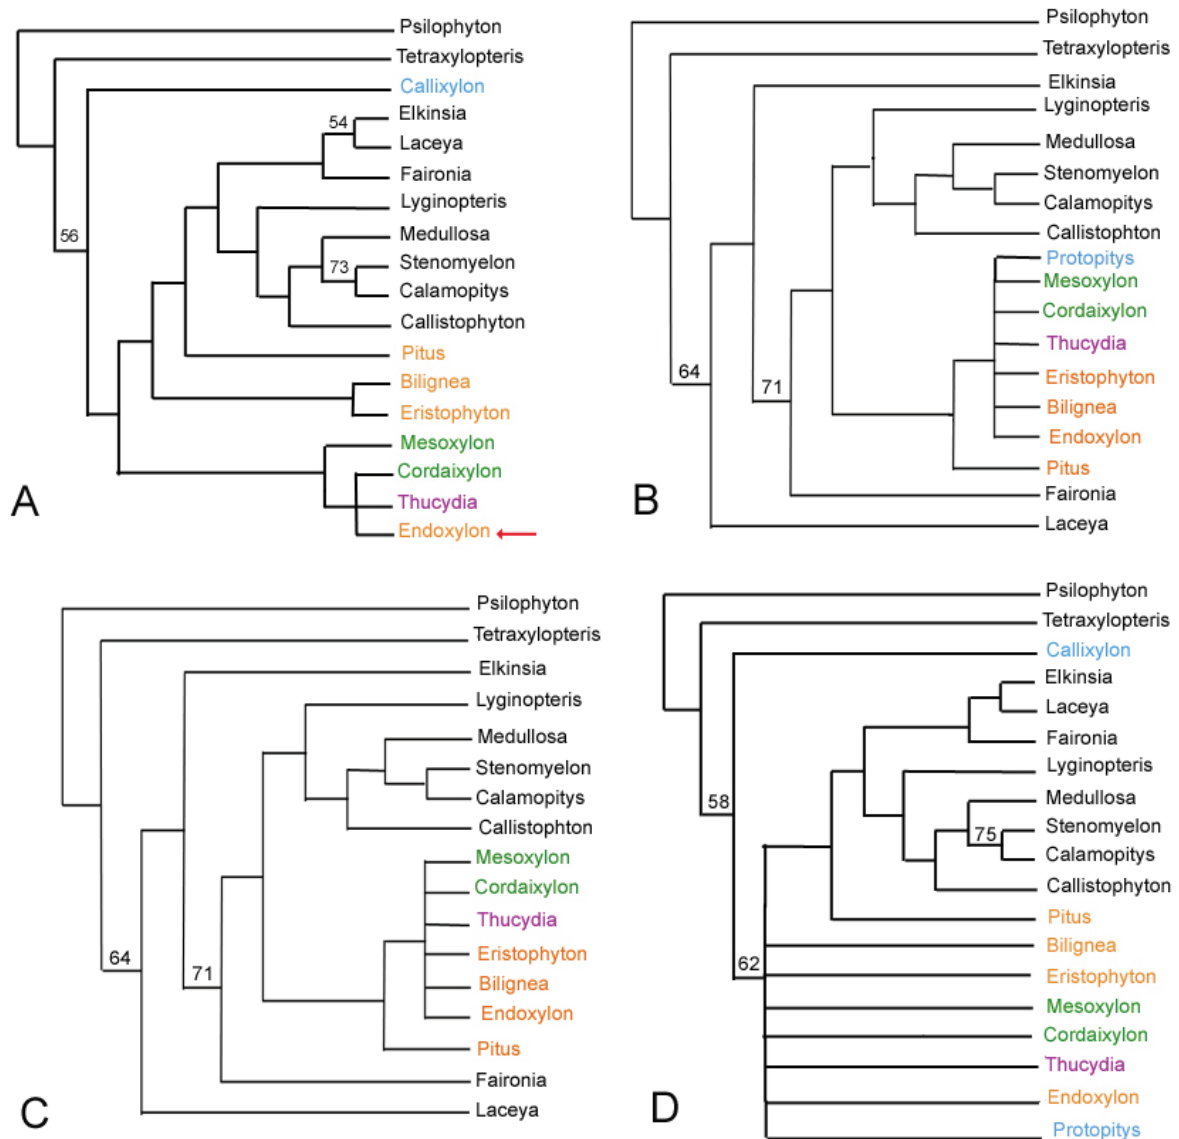 Psilophyton
Tetraxylopteris
Callixylon
Elkinsia
54
Laceya
Faironia
Lyginopteris
56
Medullosa
73
Stenomyelon
Calamopitys
Callistophyton
Pitus
Bilignea
Eristophyton
Mesoxylon
Cordaixylon
Thucydia
Endoxylon
A
Psilophyton
Tetraxylopteris
Elkinsia
Lyginopteris
Medullosa
Stenomyelon
Calamopitys
Callistophton
Protopitys
Mesoxylon
Cordaixylon
Thucydia
64
71
Eristophyton
Bilignea
Endoxylon
Pitus
Faironia
Laceya
B
Psilophyton
Tetraxylopteris
Elkinsia
Lyginopteris
Medullosa
Stenomyelon
Calamopitys
Callistophton
Mesoxylon
Cordaixylon
Thucydia
Eristophyton
64
71
Bilignea
Endoxylon
Pitus
Faironia
Laceya
C
Psilophyton
Tetraxylopteris
Callixylon
Elkinsia
Laceya
Faironia
Lyginopteris
58
Medullosa
Stenomyelon
75
Calamopitys
Callistophyton
Pitus
Bilignea
62
Eristophyton
Mesoxylon
Cordaixylon
Thucydia
Endoxylon
Protopitys
D